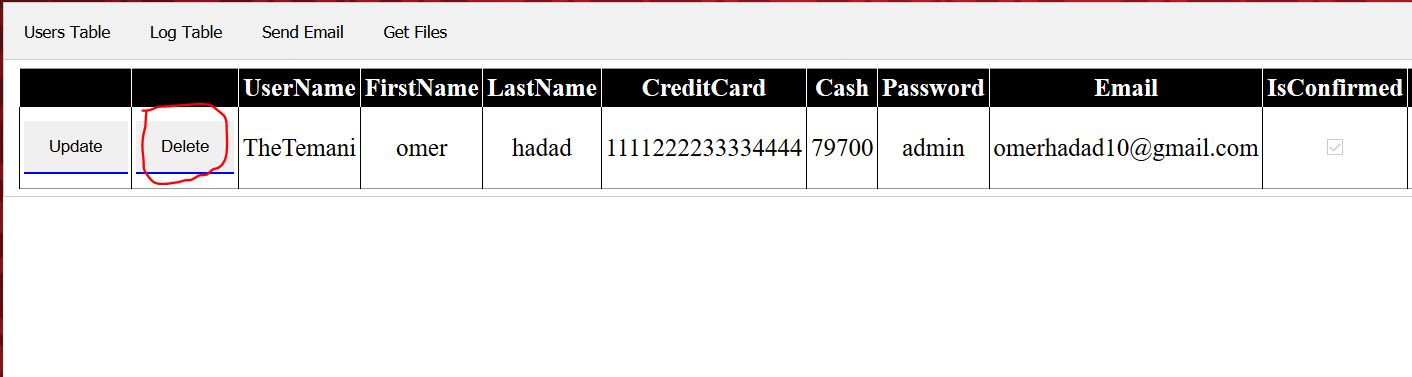 Users Table Log Table Send Email Get Files
UserName FirstName LastName CreditCard Cash Password Email IsConfirmed
Update Delete TheTemani omer hadad 1111222233334444 79700 admin omerhadad10@gmail.com